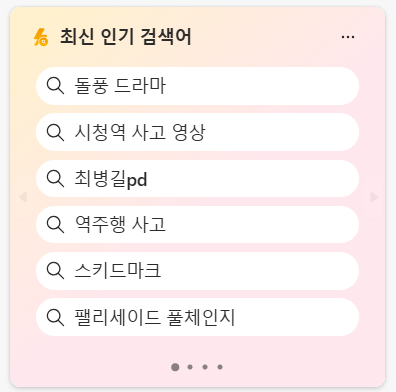 최신 인기 검색어
돌풍 드라마
시청역 사고 영상
최병길pd
역주행 사고
스키드마크
팰리세이드 풀체인지